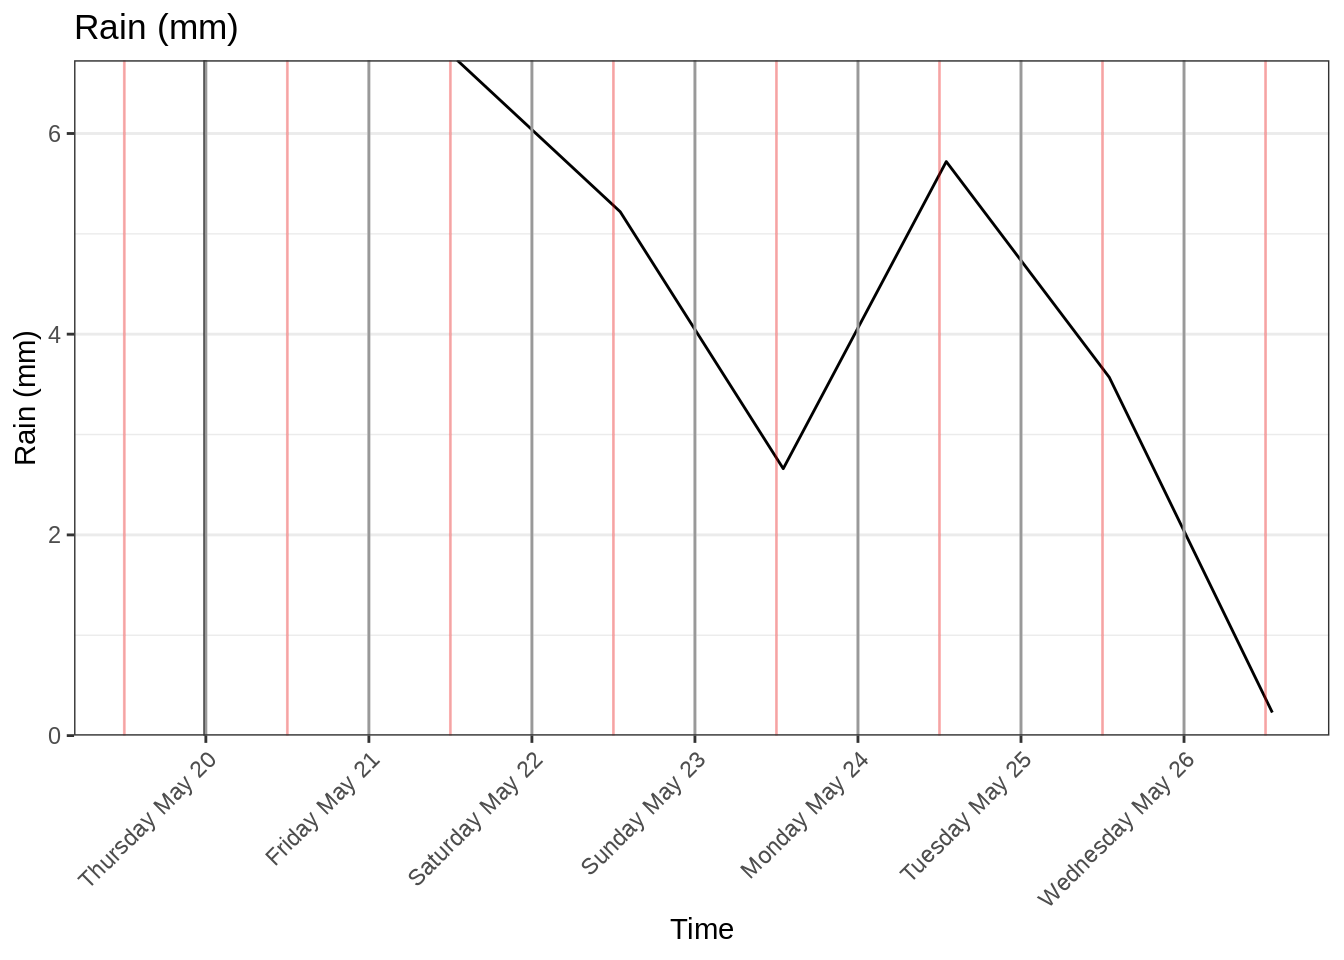 Rain (mm)
Rain (mm)
6
4
2
0
Thursday May 20
Friday May 21
Saturday May 22
Sunday May 23
Monday May 24
Tuesday May 25
Wednesday May 26
Time